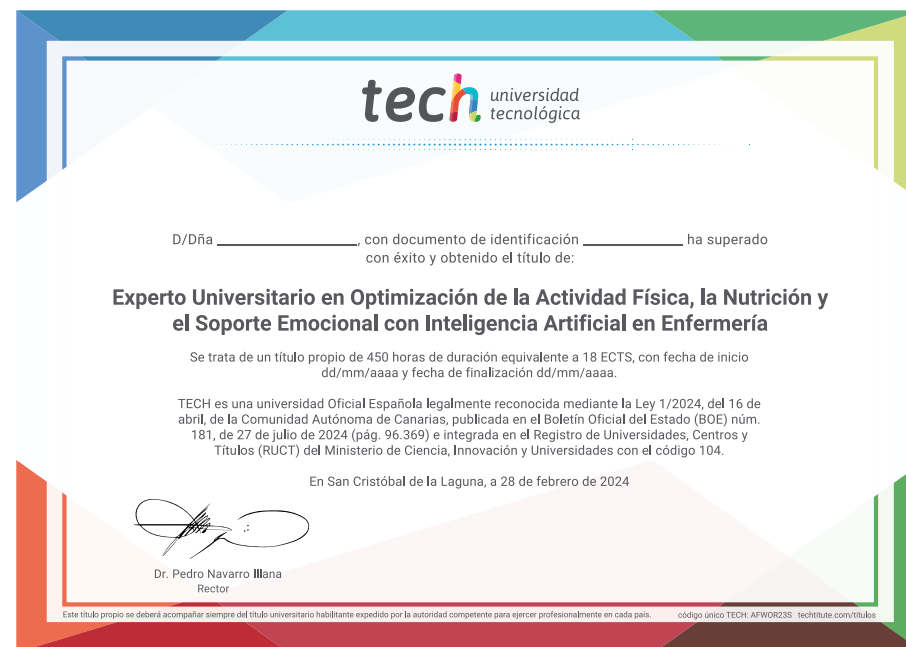 tech universidad
tecnológica
D/Dña ____________, con documento de identificación ____________ ha superado
con éxito y obtenido el título de:
Experto Universitario en Optimización de la Actividad Física, la Nutrición y
el Soporte Emocional con Inteligencia Artificial en Enfermería
Se trata de un título propio de 450 horas de duración equivalente a 18 ECTS, con fecha de inicio
dd/mm/aaaa y fecha de finalización dd/mm/aaaa.
TECH es una universidad Oficial Española legalmente reconocida mediante la Ley 1/2024, del 16 de
abril, de la Comunidad Autónoma de Canarias, publicada en el Boletín Oficial del Estado (BOE) núm.
181, de 27 de julio de 2024 (pág. 96.369) e integrada en el Registro de Universidades, Centros y
Títulos (RUCT) del Ministerio de Ciencia, Innovación y Universidades con el código 104.
En San Cristóbal de la Laguna, a 28 de febrero de 2024
Dr. Pedro Navarro Illana
Rector
Este título propio se deberá acompañar siempre del título universitario habilitante expedido por la autoridad competente para ejercer profesionalmente en cada país.
código único TECH: AFWOR23S techtitute.com/titulos